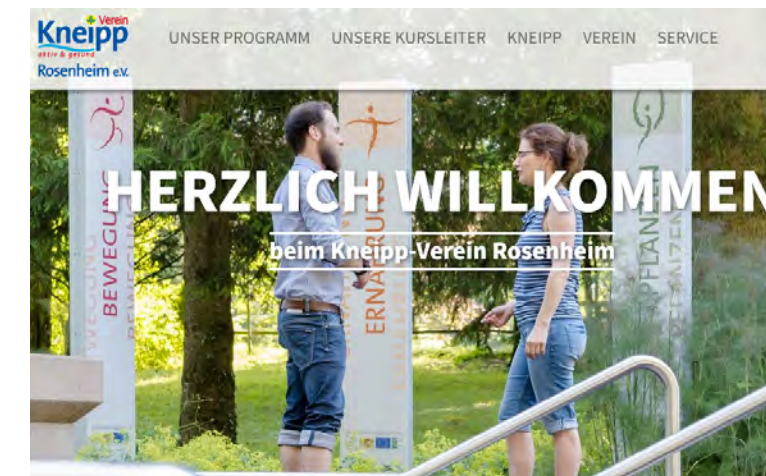 Verein
Kneipp
aktiv & gesund
Rosenheim e.V.
UNSER PROGRAMM UNSERE KURSLEITER KNEIPP VEREIN SERVICE
HERZLICH WILLKOMMEN
beim Kneipp-Verein Rosenheim
BEWEGUNG
BEWEGUNG
ERNÄHRUNG